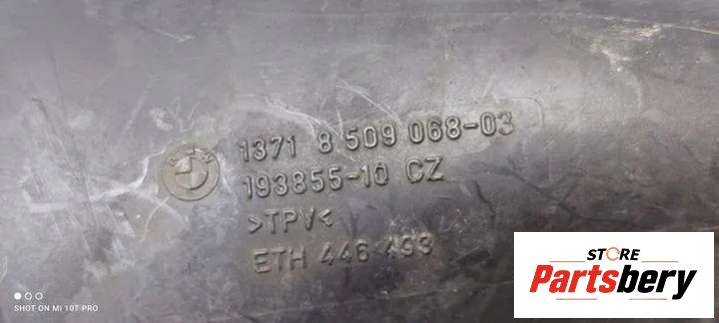 1371 8 509 068-03
193855-10 CZ
>TPV<
ETH 446 493
STORE
Partsbery
SHOT ON MI 10T PRO